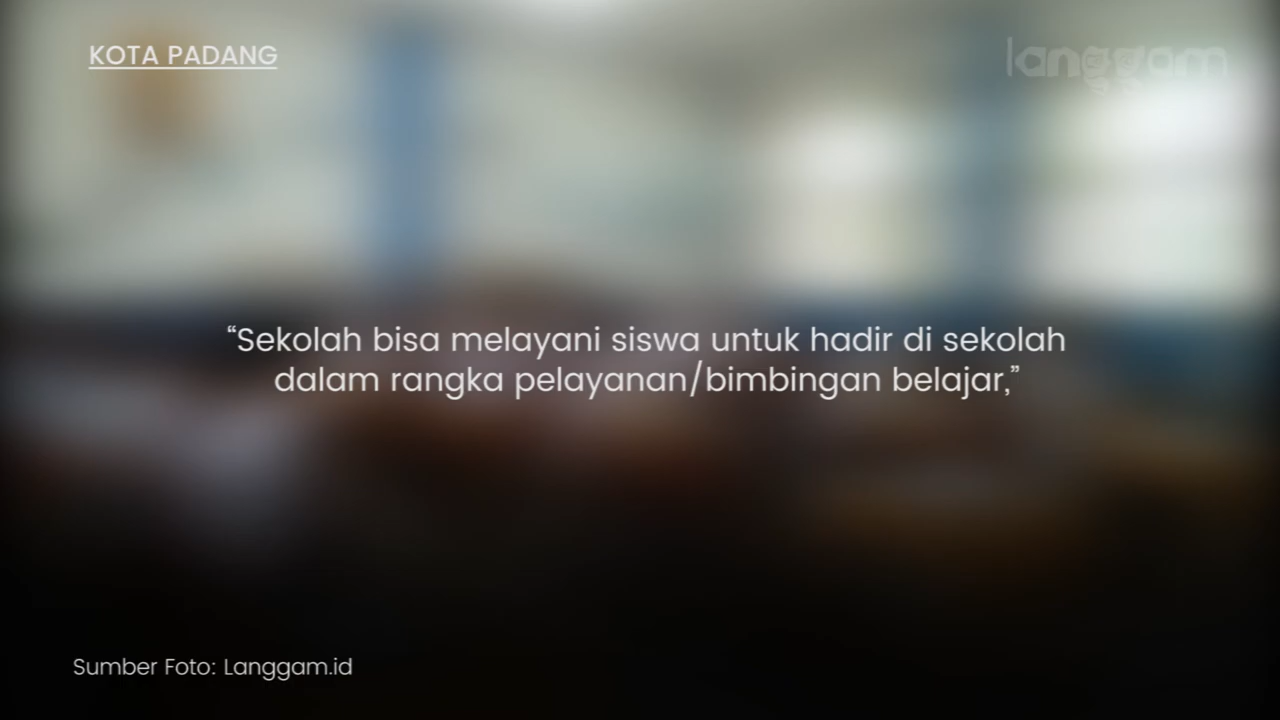 KOTA PADANG
langgam
“Sekolah bisa melayani siswa untuk hadir di sekolah
dalam rangka pelayanan/bimbingan belajar,”
Sumber Foto: Langgam.id